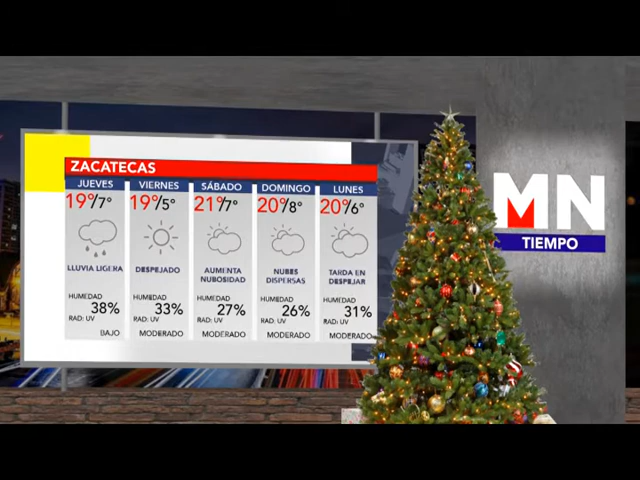 ZACATECAS
JUEVES
19°/7°
LLUVIA LIGERA
HUMEDAD
38%
RAD: UV
BAJO
VIERNES
19°/5°
DESPEJADO
HUMEDAD
33%
RAD: UV
MODERADO
SÁBADO
21°/7°
AUMENTA
NUBOSIDAD
HUMEDAD
27%
RAD: UV
MODERADO
DOMINGO
20°/8°
NUBES
DISPERSAS
HUMEDAD
26%
RAD: UV
MODERADO
LUNES
20°/6°
TARDA EN
DESPEJAR
HUMEDAD
31%
RAD: UV
MODERADO
MN
TIEMPO